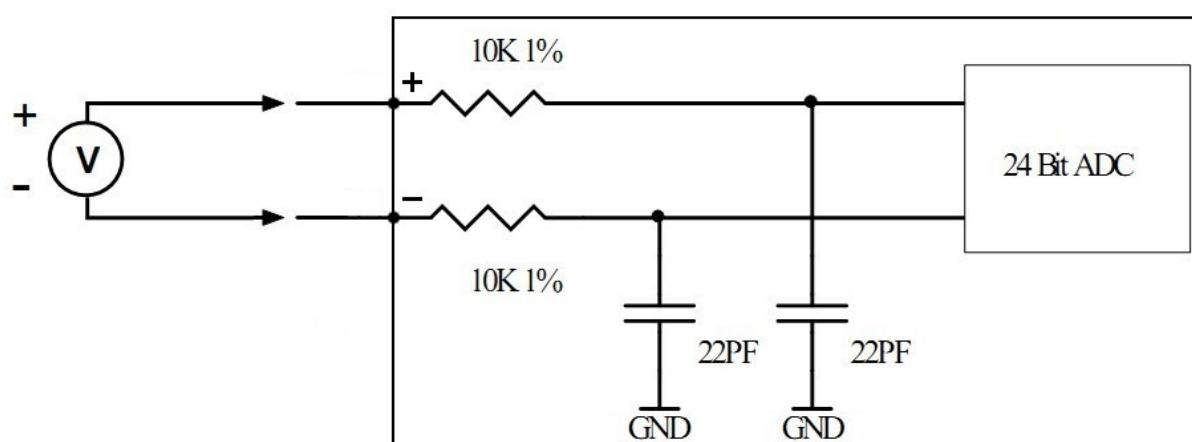 10K 1%
+
+
V
-
24 Bit ADC
−
10K 1%
22PF
22PF
GND
GND